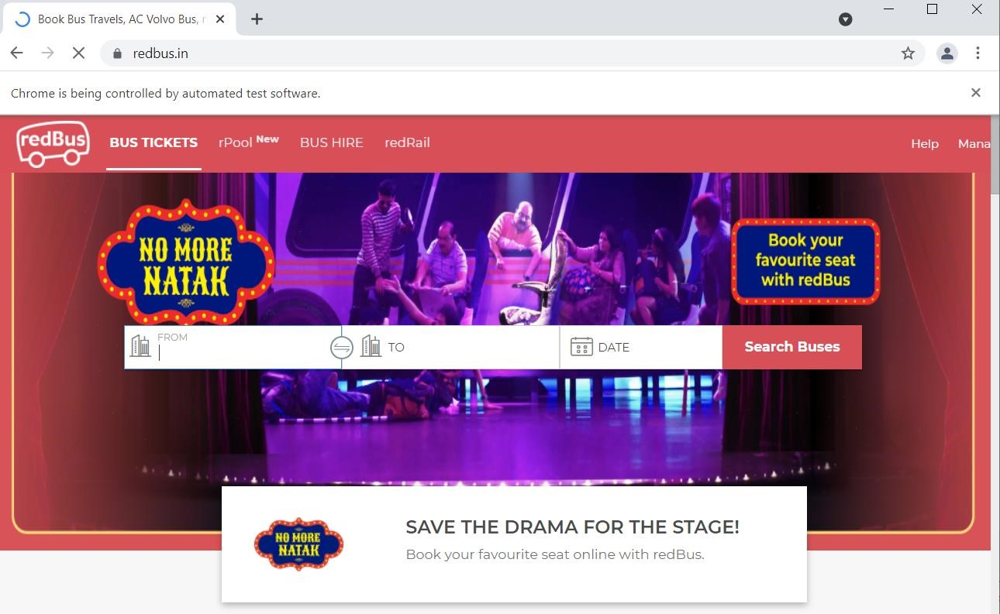 Book Bus Travels, AC Volvo Bus, r
redbus.in
Chrome is being controlled by automated test software.
redBus
BUS TICKETS
rPool New
BUS HIRE
redRail
Help
Mana
NO MORE
NATAK
Book your
favourite seat
with redBus
FROM
TO
DATE
Search Buses
NO MORE
NATAK
SAVE THE DRAMA FOR THE STAGE!
Book your favourite seat online with redBus.